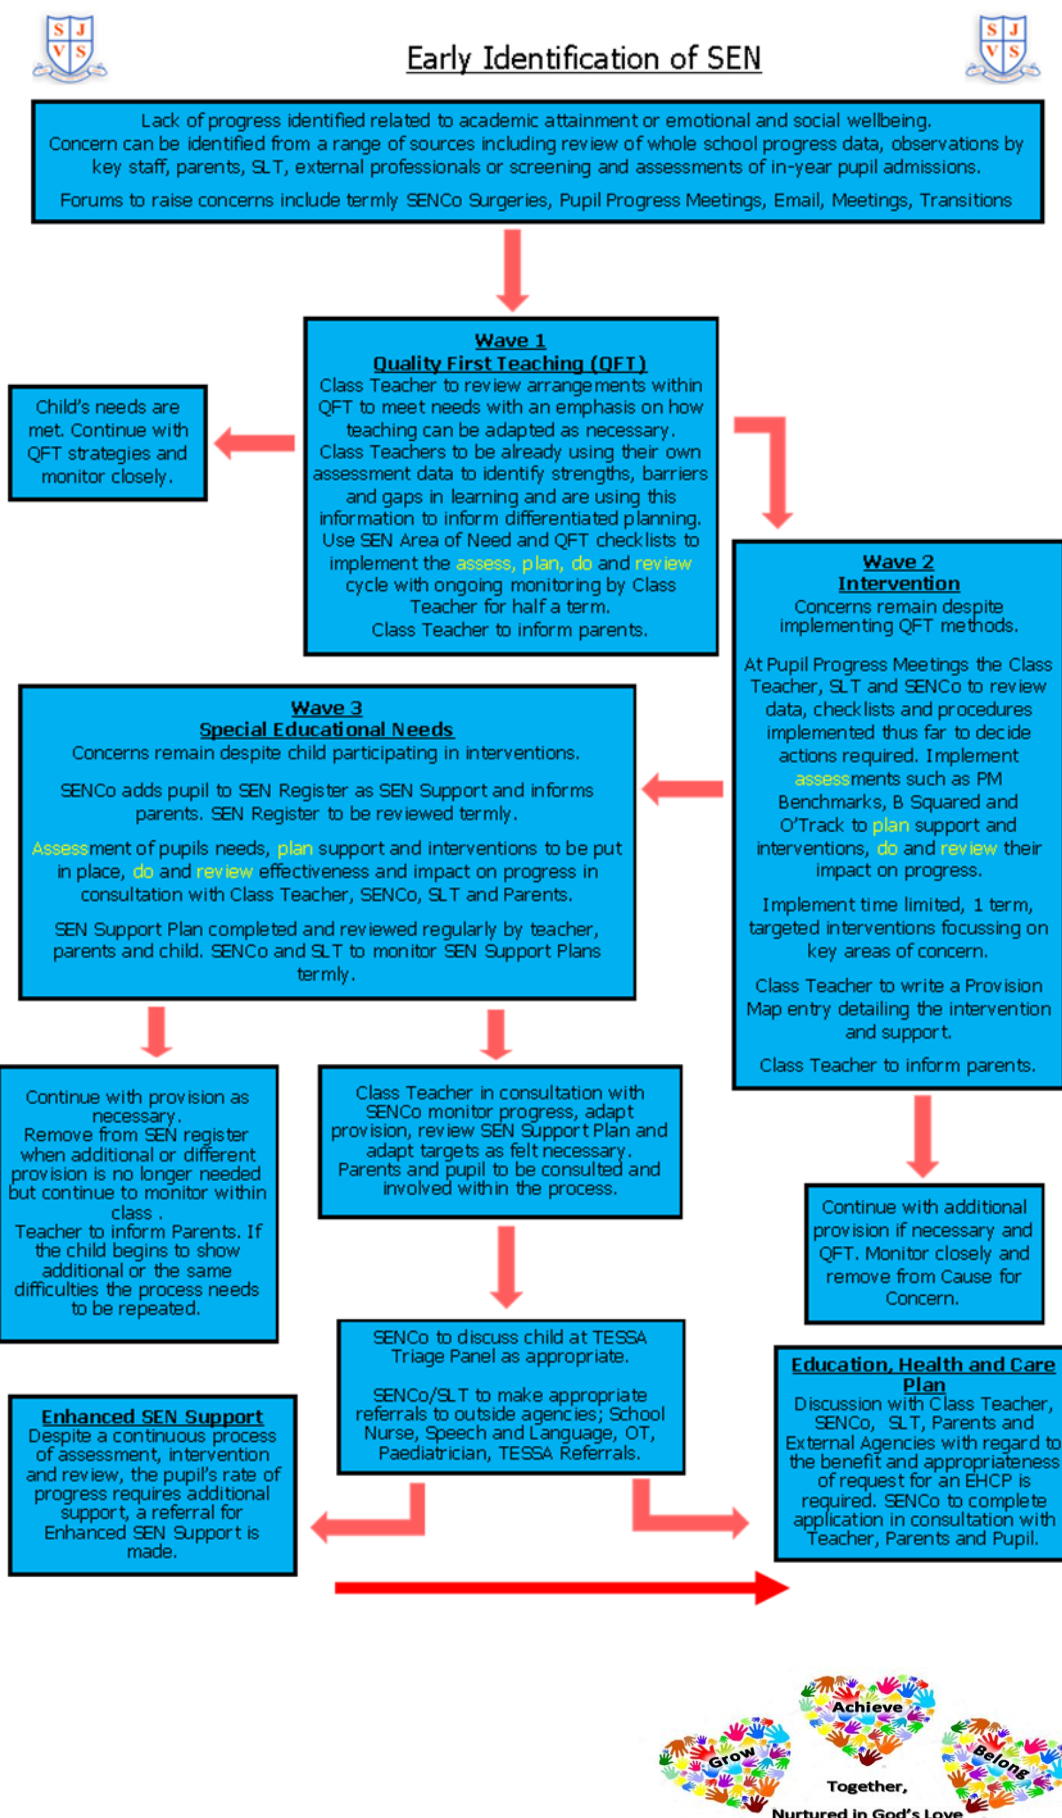 S J
V S
S J
V S
Early Identification of SEN
Lack of progress identified related to academic attainment or emotional and social wellbeing.
Concern can be identified from a range of sources including review of whole school progress data, observations by
key staff, parents, SLT, external professionals or screening and assessments of in-year pupil admissions.
Forums to raise concerns include termly SENCo Surgeries, Pupil Progress Meetings, Email, Meetings, Transitions
Wave 1
Quality First Teaching (QFT)
Class Teacher to review arrangements within
QFT to meet needs with an emphasis on how
teaching can be adapted as necessary.
Class Teachers to be already using their own
assessment data to identify strengths, barriers
and gaps in learning and are using this
information to inform differentiated planning.
Use SEN Area of Need and QFT checklists to
implement the assess, plan, do and review
cycle with ongoing monitoring by Class
Teacher for half a term.
Class Teacher to inform parents.
Child's needs are
met. Continue with
QFT strategies and
monitor closely.
Wave 2
Intervention
Concerns remain despite
implementing QFT methods.
At Pupil Progress Meetings the Class
Teacher, SLT and SENCo to review
data, checklists and procedures
implemented thus far to decide
actions required. Implement
assessments such as PM
Benchmarks, B Squared and
O'Track to plan support and
interventions, do and review their
impact on progress.
Implement time limited, 1 term,
targeted interventions focussing on
key areas of concern.
Class Teacher to write a Provision
Map entry detailing the intervention
and support.
Class Teacher to inform parents.
Wave 3
Special Educational Needs
Concerns remain despite child participating in interventions.
SENCo adds pupil to SEN Register as SEN Support and informs
parents. SEN Register to be reviewed termly.
Assessment of pupils needs, plan support and interventions to be put
in place, do and review effectiveness and impact on progress in
consultation with Class Teacher, SENCo, SLT and Parents.
SEN Support Plan completed and reviewed regularly by teacher,
parents and child. SENCo and SLT to monitor SEN Support Plans
termly.
Continue with provision as
necessary.
Remove from SEN register
when additional or different
provision is no longer needed
but continue to monitor within
class .
Teacher to inform Parents. If
the child begins to show
additional or the same
difficulties the process needs
to be repeated.
Class Teacher in consultation with
SENCo monitor progress, adapt
provision, review SEN Support Plan and
adapt targets as felt necessary.
Parents and pupil to be consulted and
involved within the process.
Continue with additional
provision if necessary and
QFT. Monitor closely and
remove from Cause for
Concern.
SENCo to discuss child at TESSA
Triage Panel as appropriate.
SENCo/SLT to make appropriate
referrals to outside agencies; School
Nurse, Speech and Language, OT,
Paediatrician, TESSA Referrals.
Enhanced SEN Support
Despite a continuous process
of assessment, intervention
and review, the pupil's rate of
progress requires additional
support, a referral for
Enhanced SEN Support is
made.
Education, Health and Care
Plan
Discussion with Class Teacher,
SENCo, SLT, Parents and
External Agencies with regard to
the benefit and appropriateness
of request for an EHCP is
required. SENCo to complete
application in consultation with
Teacher, Parents and Pupil.
Achieve
Grow
Belong
Together,
Nurtured in God's Love